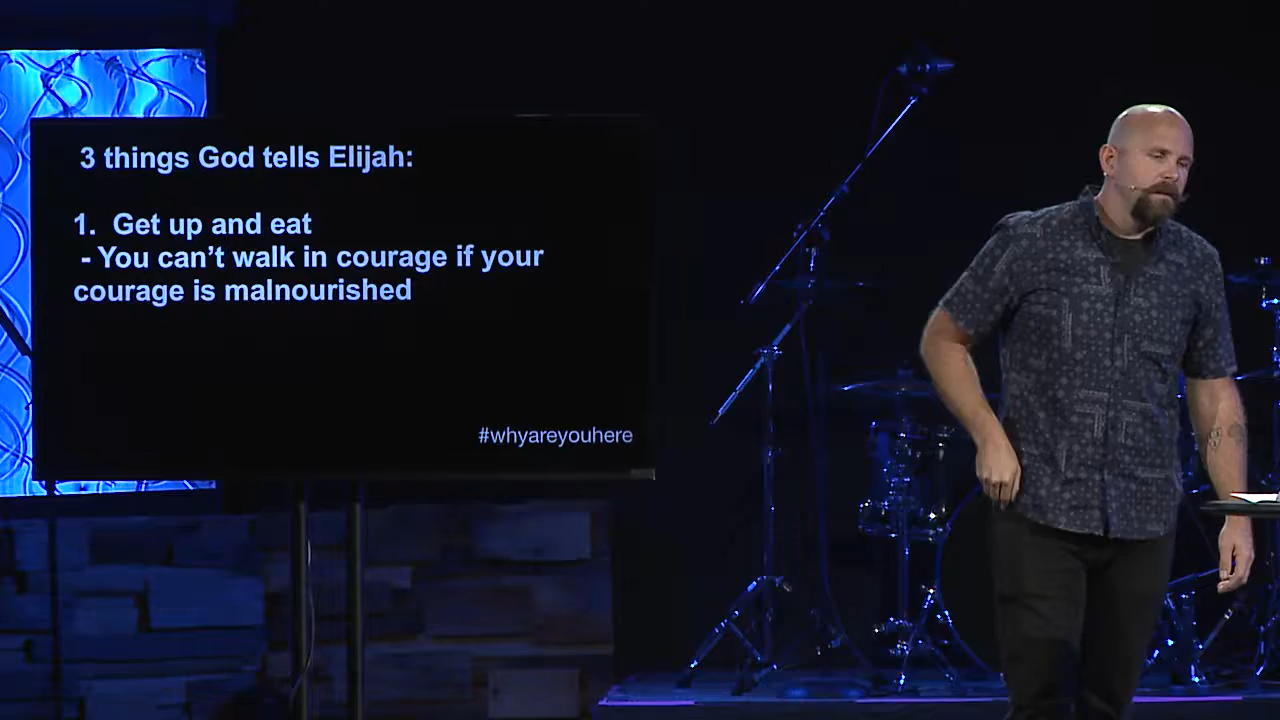 3 things God tells Elijah:
1. Get up and eat
- You can’t walk in courage if your
courage is malnourished
#whyareyouhere